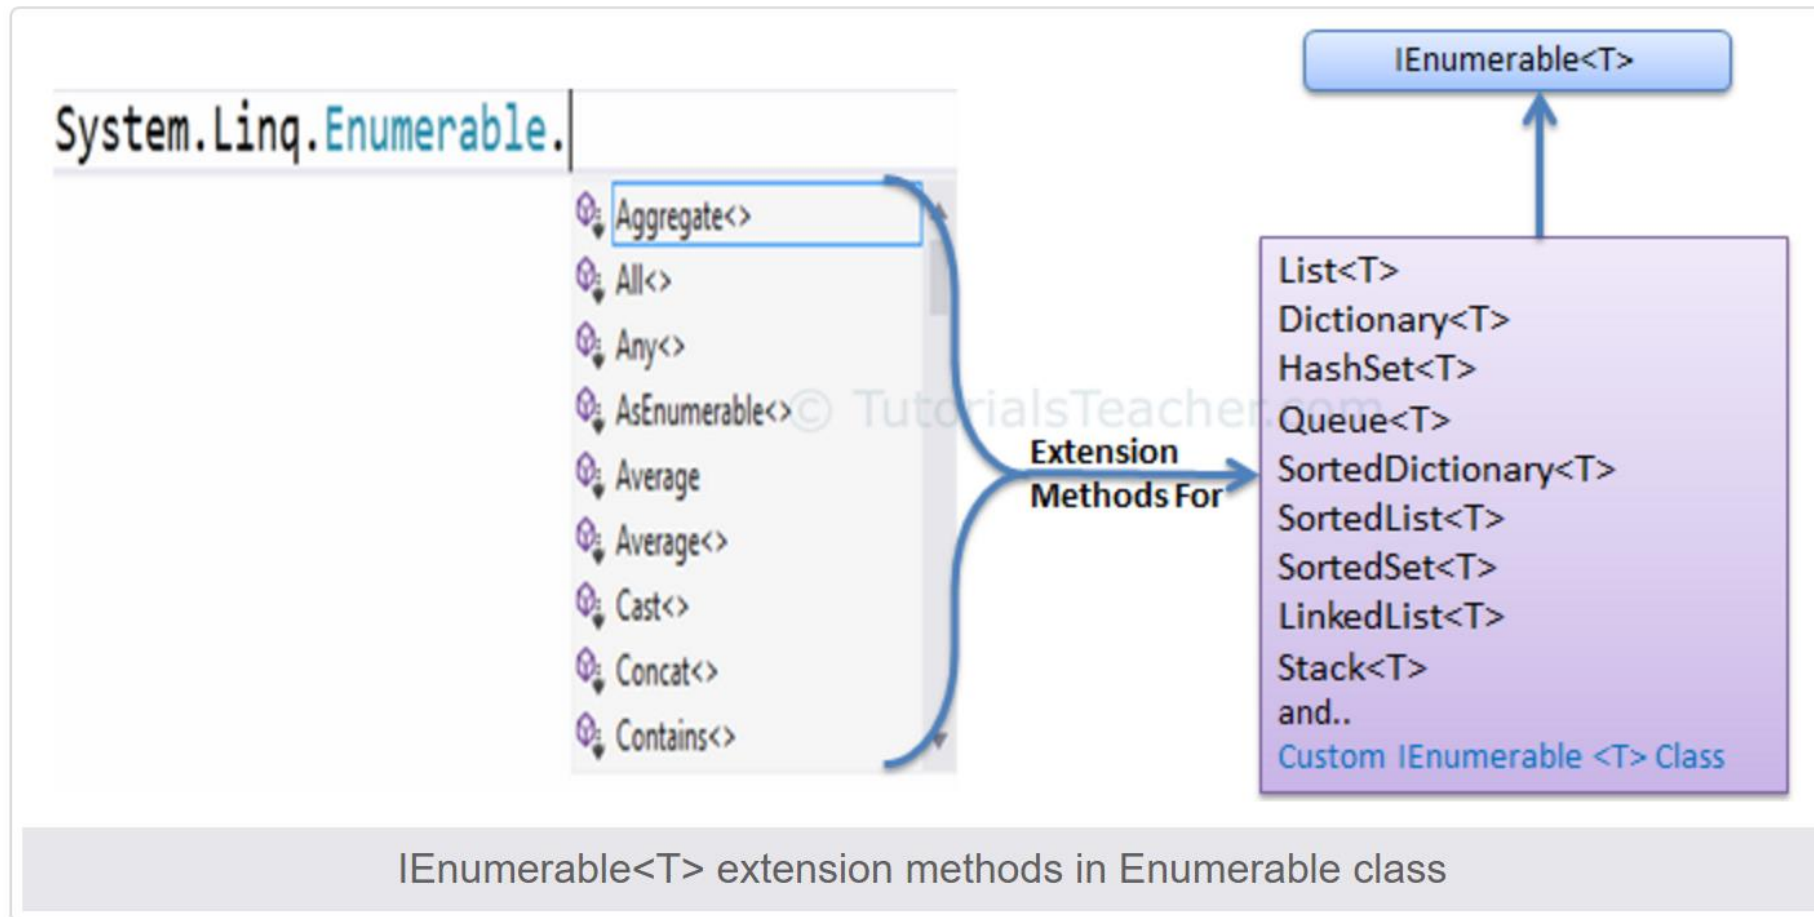 System.Linq.Enumerable.
Aggregate<>
All<>
Any<>
AsEnumerable<>
Average
Average<>
Cast<>
Concat<>
Contains<>
© TutorialsTeacher.com
Extension
Methods For
IEnumerable<T>
List<T>
Dictionary<T>
HashSet<T>
Queue<T>
SortedDictionary<T>
SortedList<T>
SortedSet<T>
LinkedList<T>
Stack<T>
and..
Custom IEnumerable <T> Class
IEnumerable<T> extension methods in Enumerable class